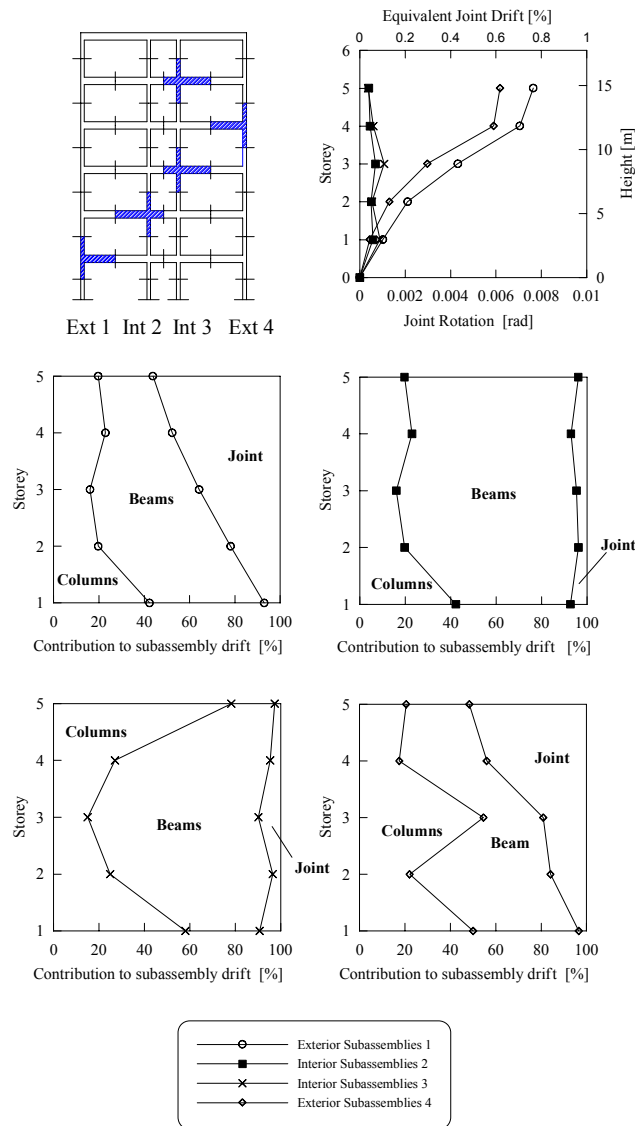 Ext 1 Int 2 Int 3 Ext 4
Equivalent Joint Drift [%]
0 0.2 0.4 0.6 0.8 1
6
5
4
3
2
1
0
Storey
15
10
5
0
Height [m]
0 0.002 0.004 0.006 0.008 0.01
Joint Rotation [rad]
5
4
3
2
1
Storey
Joint
Beams
Columns
0 20 40 60 80 100
Contribution to subassembly drift [%]
5
4
3
2
1
Storey
Beams
Joint
Columns
0 20 40 60 80 100
Contribution to subassembly drift [%]
5
4
3
2
1
Storey
Columns
Beams
Joint
0 20 40 60 80 100
Contribution to subassembly drift [%]
5
4
3
2
1
Storey
Joint
Columns
Beam
0 20 40 60 80 100
Contribution to subassembly drift [%]
Exterior Subassemblies 1
Interior Subassemblies 2
Interior Subassemblies 3
Exterior Subassemblies 4